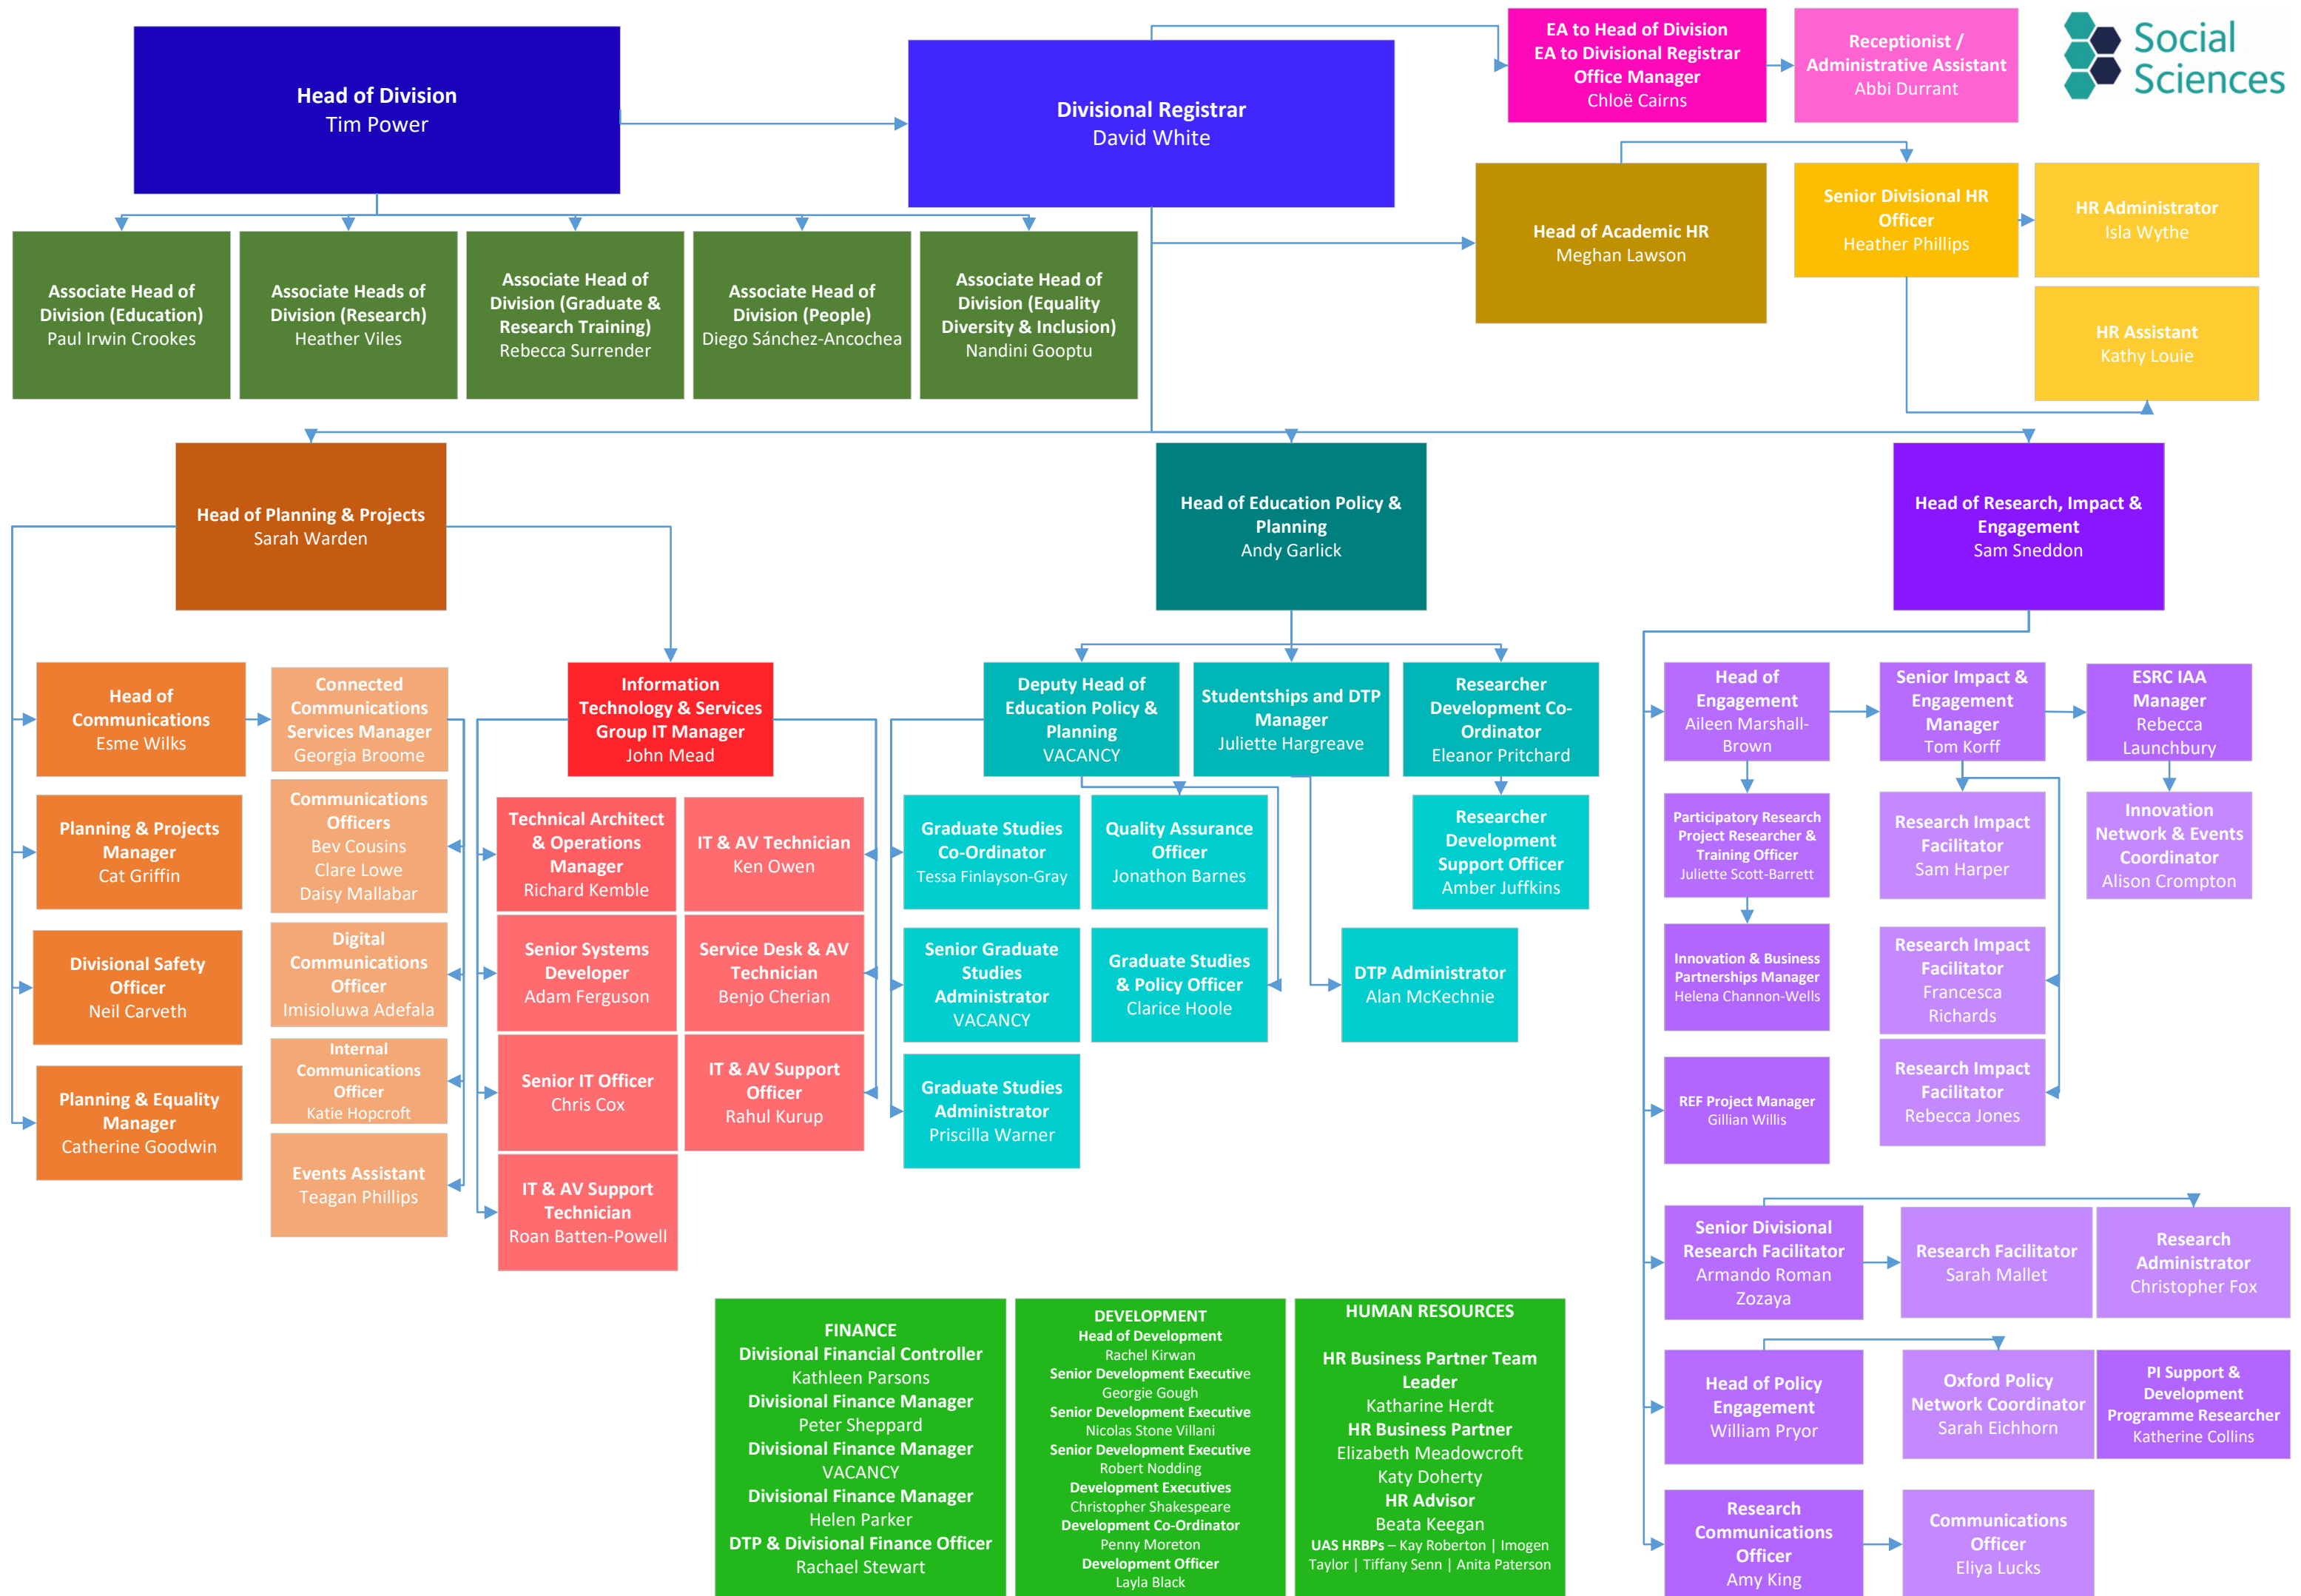 Head of Division
Tim Power
Divisional Registrar
David White
EA to Head of Division
EA to Divisional Registrar
Office Manager
Chloë Cairns
Receptionist /
Administrative Assistant
Abbi Durrant
Social
Sciences
Head of Academic HR
Meghan Lawson
Senior Divisional HR
Officer
Heather Phillips
HR Administrator
Isla Wythe
HR Assistant
Kathy Louie
Associate Head of
Division (Education)
Paul Irwin Crookes
Associate Heads of
Division (Research)
Heather Viles
Associate Head of
Division (Graduate &
Research Training)
Rebecca Surrender
Associate Head of
Division (People)
Diego Sánchez-Ancochea
Associate Head of
Division (Equality
Diversity & Inclusion)
Nandini Gooptu
Head of Planning & Projects
Sarah Warden
Head of Education Policy &
Planning
Andy Garlick
Head of Research, Impact &
Engagement
Sam Sneddon
Head of
Communications
Esme Wilks
Planning & Projects
Manager
Cat Griffin
Divisional Safety
Officer
Neil Carveth
Planning & Equality
Manager
Catherine Goodwin
Connected
Communications
Services Manager
Georgia Broome
Communications
Officers
Bev Cousins
Clare Lowe
Daisy Mallabar
Digital
Communications
Officer
Imisioluwa Adefala
Internal
Communications
Officer
Katie Hopcroft
Events Assistant
Teagan Phillips
Information
Technology & Services
Group IT Manager
John Mead
Technical Architect
& Operations
Manager
Richard Kemble
Senior Systems
Developer
Adam Ferguson
Senior IT Officer
Chris Cox
IT & AV Support
Technician
Roan Batten-Powell
IT & AV Technician
Ken Owen
Service Desk & AV
Technician
Benjo Cherian
IT & AV Support
Officer
Rahul Kurup
Deputy Head of
Education Policy &
Planning
VACANCY
Studentships and DTP
Manager
Juliette Hargreave
Researcher
Development Co-
Ordinator
Eleanor Pritchard
Graduate Studies
Co-Ordinator
Tessa Finlayson-Gray
Quality Assurance
Officer
Jonathon Barnes
Researcher
Development
Support Officer
Amber Juffkins
Senior Graduate
Studies
Administrator
VACANCY
Graduate Studies
& Policy Officer
Clarice Hoole
DTP Administrator
Alan McKechnie
Graduate Studies
Administrator
Priscilla Warner
Head of
Engagement
Aileen Marshall-
Brown
Senior Impact &
Engagement
Manager
Tom Korff
ESRC IAA
Manager
Rebecca
Launchbury
Participatory Research
Project Researcher &
Training Officer
Juliette Scott-Barrett
Research Impact
Facilitator
Sam Harper
Innovation
Network & Events
Coordinator
Alison Crompton
Innovation & Business
Partnerships Manager
Helena Channon-Wells
Research Impact
Facilitator
Francesca
Richards
REF Project Manager
Gillian Willis
Research Impact
Facilitator
Rebecca Jones
Senior Divisional
Research Facilitator
Armando Roman
Zozaya
Research Facilitator
Sarah Mallet
Research
Administrator
Christopher Fox
Head of Policy
Engagement
William Pryor
Oxford Policy
Network Coordinator
Sarah Eichhorn
PI Support &
Development
Programme Researcher
Katherine Collins
Research
Communications
Officer
Amy King
Communications
Officer
Eliya Lucks
FINANCE
Divisional Financial Controller
Kathleen Parsons
Divisional Finance Manager
Peter Sheppard
Divisional Finance Manager
VACANCY
Divisional Finance Manager
Helen Parker
DTP & Divisional Finance Officer
Rachael Stewart
DEVELOPMENT
Head of Development
Rachel Kirwan
Senior Development Executive
Georgie Gough
Senior Development Executive
Nicolas Stone Villani
Senior Development Executive
Robert Nodding
Development Executives
Christopher Shakespeare
Development Co-Ordinator
Penny Moreton
Development Officer
Layla Black
HUMAN RESOURCES
HR Business Partner Team
Leader
Katharine Herdt
HR Business Partner
Elizabeth Meadowcroft
Katy Doherty
HR Advisor
Beata Keegan
UAS HRBPs – Kay Roberton | Imogen
Taylor | Tiffany Senn | Anita Paterson